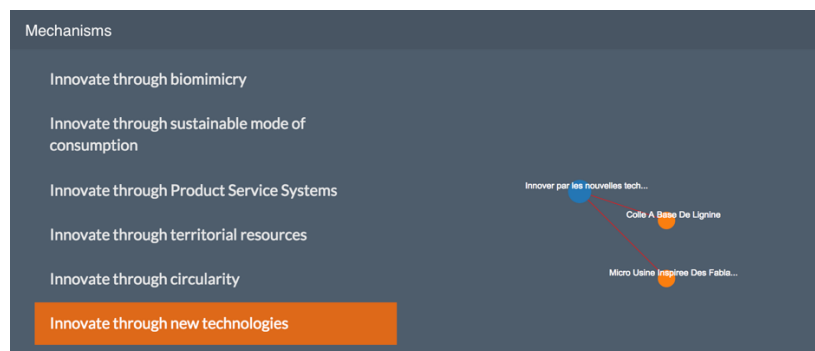 Mechanisms
Innovate through biomimicry
Innovate through sustainable mode of
consumption
Innovate through Product Service Systems
Innovate through territorial resources
Innovate through circularity
Innovate through new technologies
Innover par les nouvelles tech...
Colle A Base De Lignine
Micro Usine Inspiree Des Fabla...